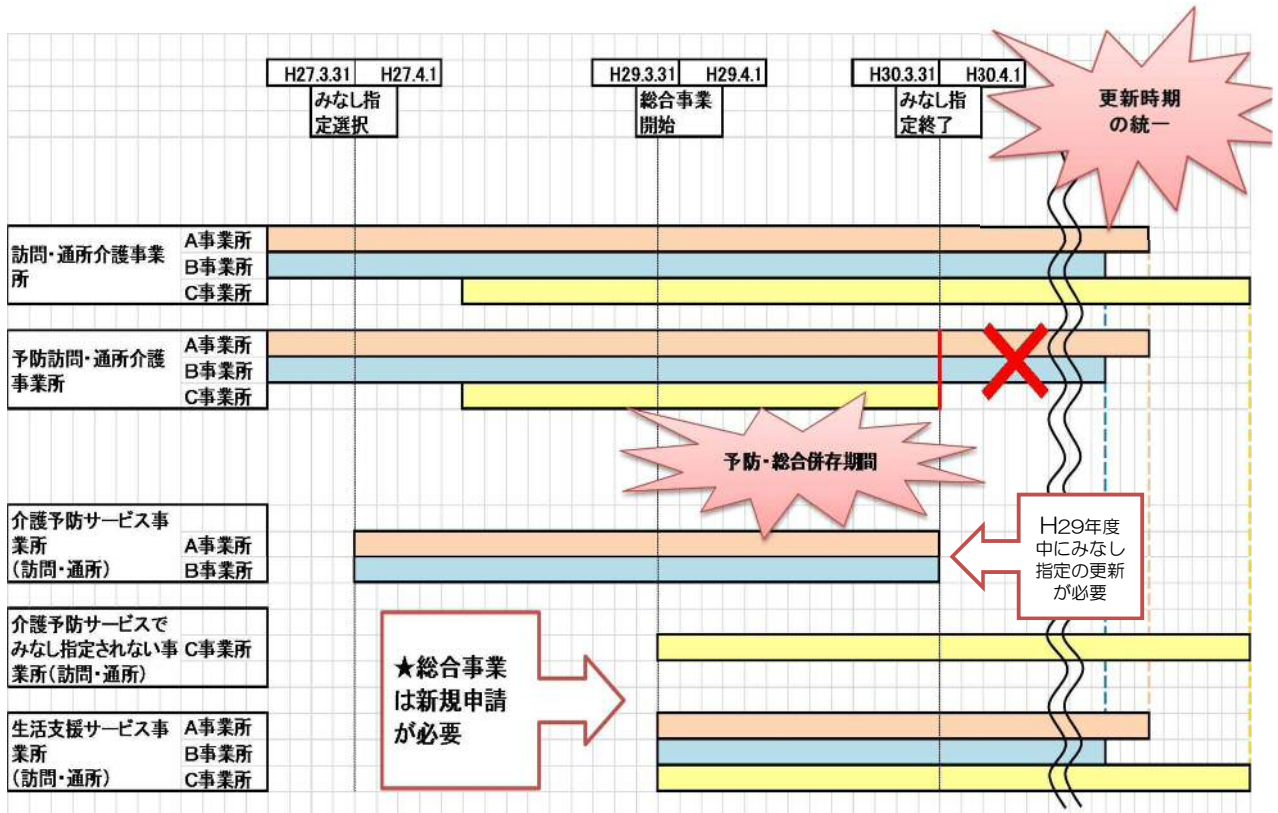 H27.3.31 H27.4.1
みなし指
定選択
H29.3.31 H29.4.1
総合事業
開始
H30.3.31 H30.4.1
みなし指
定終了
更新時期
の統一
訪問・通所介護事業
所
A事業所
B事業所
C事業所
予防訪問・通所介護
事業所
A事業所
B事業所
C事業所
予防・総合併存期間
介護予防サービス事
業所
(訪問・通所)
A事業所
B事業所
H29年度
中にみなし
指定の更新
が必要
介護予防サービスで
みなし指定されない事
業所(訪問・通所)
C事業所
★総合事業
は新規申請
が必要
生活支援サービス事
業所
(訪問・通所)
A事業所
B事業所
C事業所